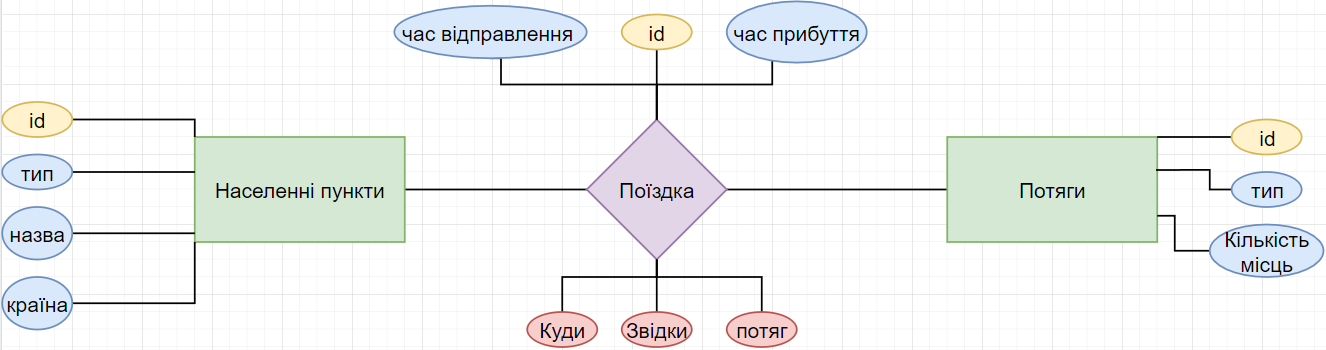 час відправлення
id
час прибуття
id
тип
назва
країна
Населенні пункти
Поїздка
Потяги
id
тип
Кількість
місць
Куди
Звідки
потяг